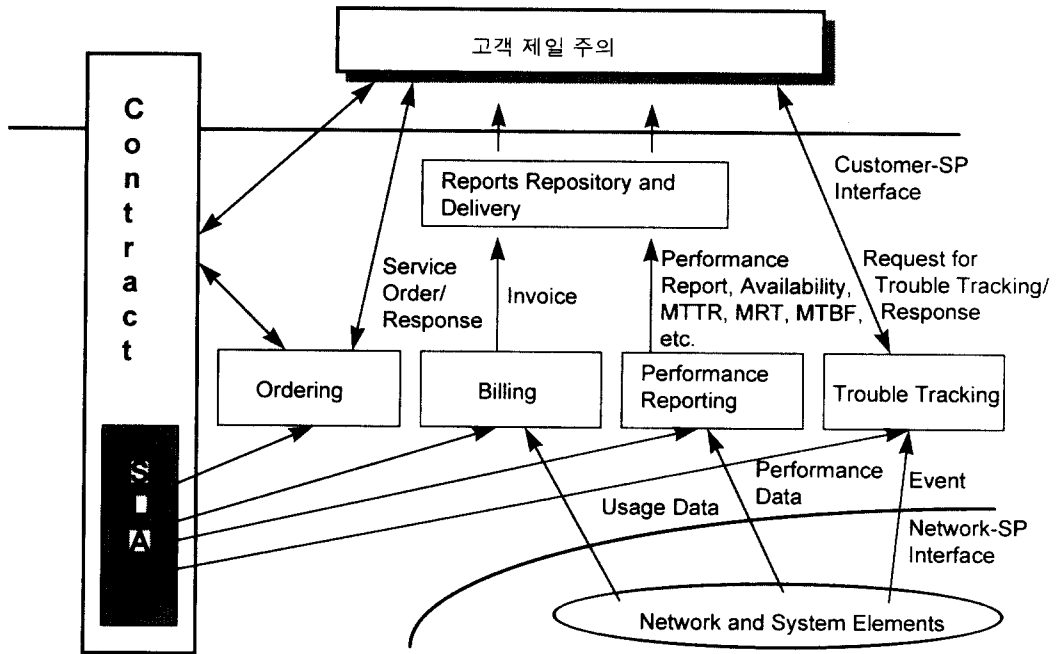 고객 제일 주의
Contract
SLA
Customer-SP
Interface
Reports Repository and
Delivery
Service
Order/
Response
Invoice
Performance
Report, Availability,
MTTR, MRT, MTBF,
etc.
Request for
Trouble Tracking/
Response
Ordering
Billing
Performance
Reporting
Trouble Tracking
Usage Data
Performance
Data
Event
Network-SP
Interface
Network and System Elements